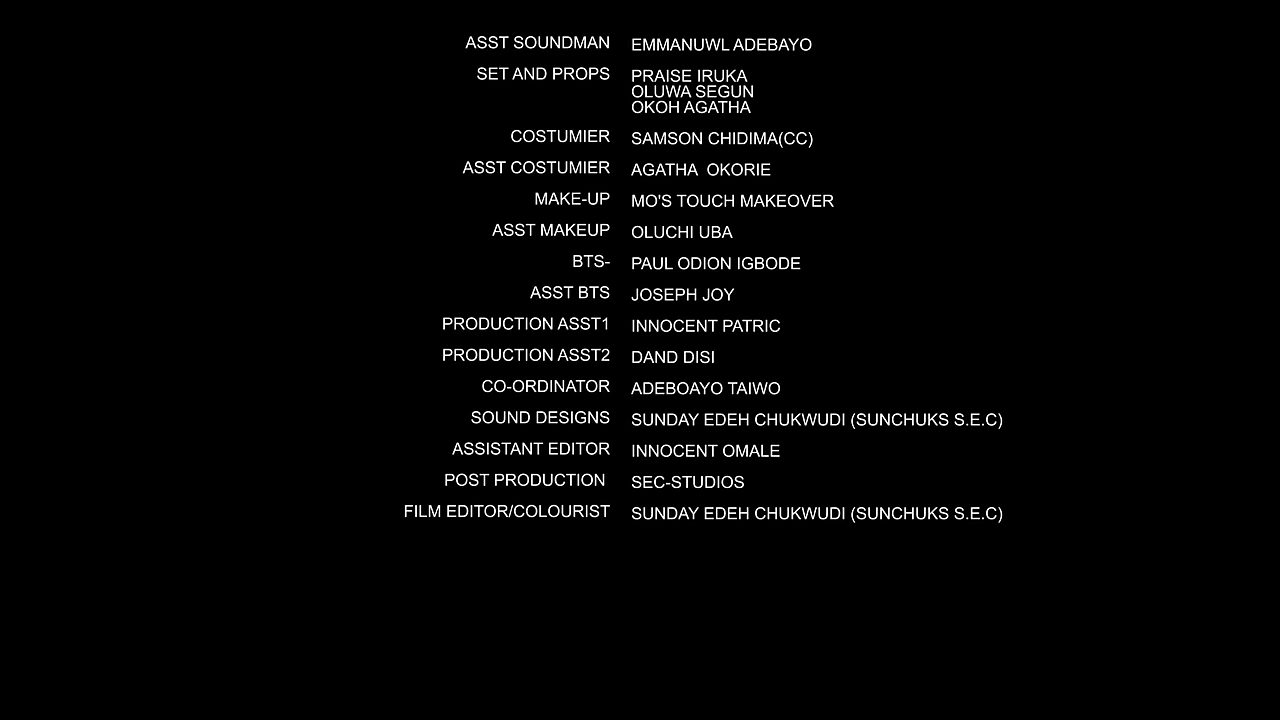 ASST SOUNDMAN EMMANUWL ADEBAYO
SET AND PROPS PRAISE IRUKA
OLUWA SEGUN
OKOH AGATHA
COSTUMIER SAMSON CHIDIMA(CC)
ASST COSTUMIER AGATHA  OKORIE
MAKE-UP MO'S TOUCH MAKEOVER
ASST MAKEUP OLUCHI UBA
BTS- PAUL ODION IGBODE
ASST BTS JOSEPH JOY
PRODUCTION ASST1 INNOCENT PATRIC
PRODUCTION ASST2 DAND DISI
CO-ORDINATOR ADEBOAYO TAIWO
SOUND DESIGNS SUNDAY EDEH CHUKWUDI (SUNCHUKS S.E.C)
ASSISTANT EDITOR INNOCENT OMALE
POST PRODUCTION SEC-STUDIOS
FILM EDITOR/COLOURIST SUNDAY EDEH CHUKWUDI (SUNCHUKS S.E.C)